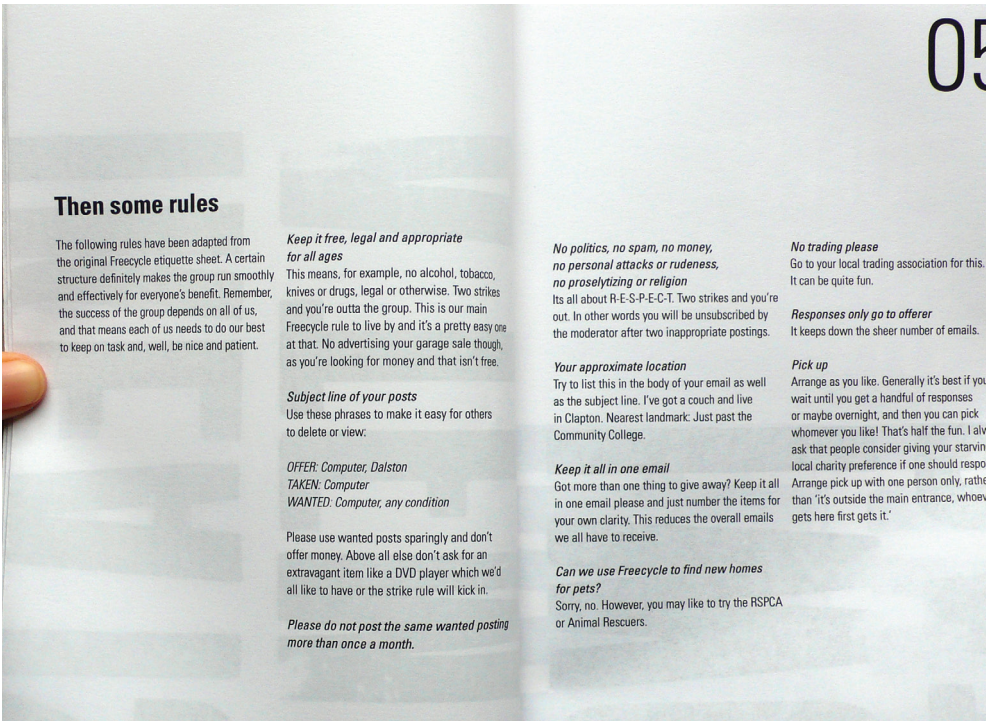 05
Then some rules
The following rules have been adapted from
the original Freecycle etiquette sheet. A certain
structure definitely makes the group run smoothly
and effectively for everyone's benefit. Remember,
the success of the group depends on all of us,
and that means each of us needs to do our best
to keep on task and, well, be nice and patient.
Keep it free, legal and appropriate
for all ages
This means, for example, no alcohol, tobacco,
knives or drugs, legal or otherwise. Two strikes
and you're outta the group. This is our main
Freecycle rule to live by and it's a pretty easy one
at that. No advertising your garage sale though,
as you're looking for money and that isn't free.
Subject line of your posts
Use these phrases to make it easy for others
to delete or view:
OFFER: Computer, Dalston
TAKEN: Computer
WANTED: Computer, any condition
Please use wanted posts sparingly and don't
offer money. Above all else don't ask for an
extravagant item like a DVD player which we'd
all like to have or the strike rule will kick in.
Please do not post the same wanted posting
more than once a month.
No politics, no spam, no money,
no personal attacks or rudeness,
no proselytizing or religion
Its all about R-E-S-P-E-C-T. Two strikes and you're
out. In other words you will be unsubscribed by
the moderator after two inappropriate postings.
Your approximate location
Try to list this in the body of your email as well
as the subject line. I've got a couch and live
in Clapton. Nearest landmark: Just past the
Community College.
Keep it all in one email
Got more than one thing to give away? Keep it all
in one email please and just number the items for
your own clarity. This reduces the overall emails
we all have to receive.
Can we use Freecycle to find new homes
for pets?
Sorry, no. However, you may like to try the RSPCA
or Animal Rescuers.
No trading please
Go to your local trading association for this.
It can be quite fun.
Responses only go to offerer
It keeps down the sheer number of emails.
Pick up
Arrange as you like. Generally it's best if you
wait until you get a handful of responses
or maybe overnight, and then you can pick
whomever you like! That's half the fun. I
ask that people consider giving your
local charity preference if one should
Arrange pick up with one person only,
than 'it's outside the main entrance,
gets here first gets it.'